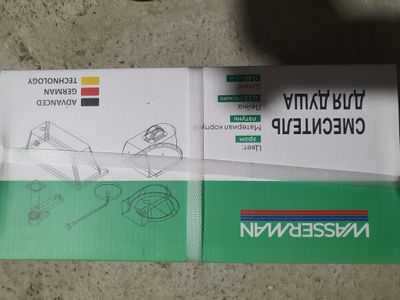 WASSERMAN
СМЕСИТЕЛЬ
ДЛЯ ДУША
Цвет:
хром
Материал корпуса:
латунь
Лейка:
Шланг:
ADVANCED
GERMAN
TECHNOLOGY